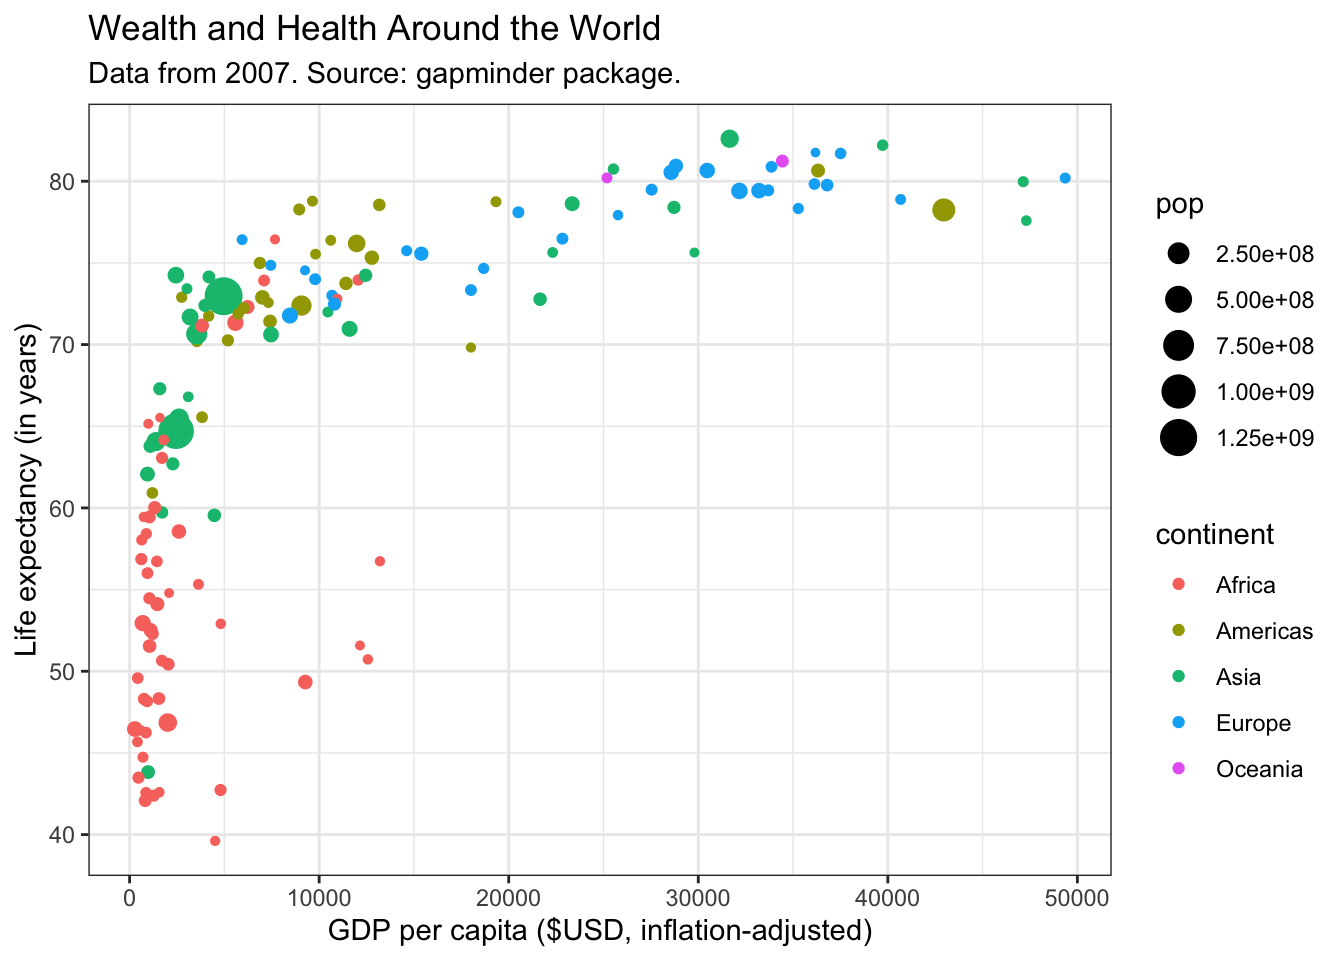 Wealth and Health Around the World
Data from 2007. Source: gapminder package.
Life expectancy (in years)
80
70
60
50
40
0 10000 20000 30000 40000 50000
GDP per capita ($USD, inflation-adjusted)
pop
2.50e+08
5.00e+08
7.50e+08
1.00e+09
1.25e+09
continent
Africa
Americas
Asia
Europe
Oceania